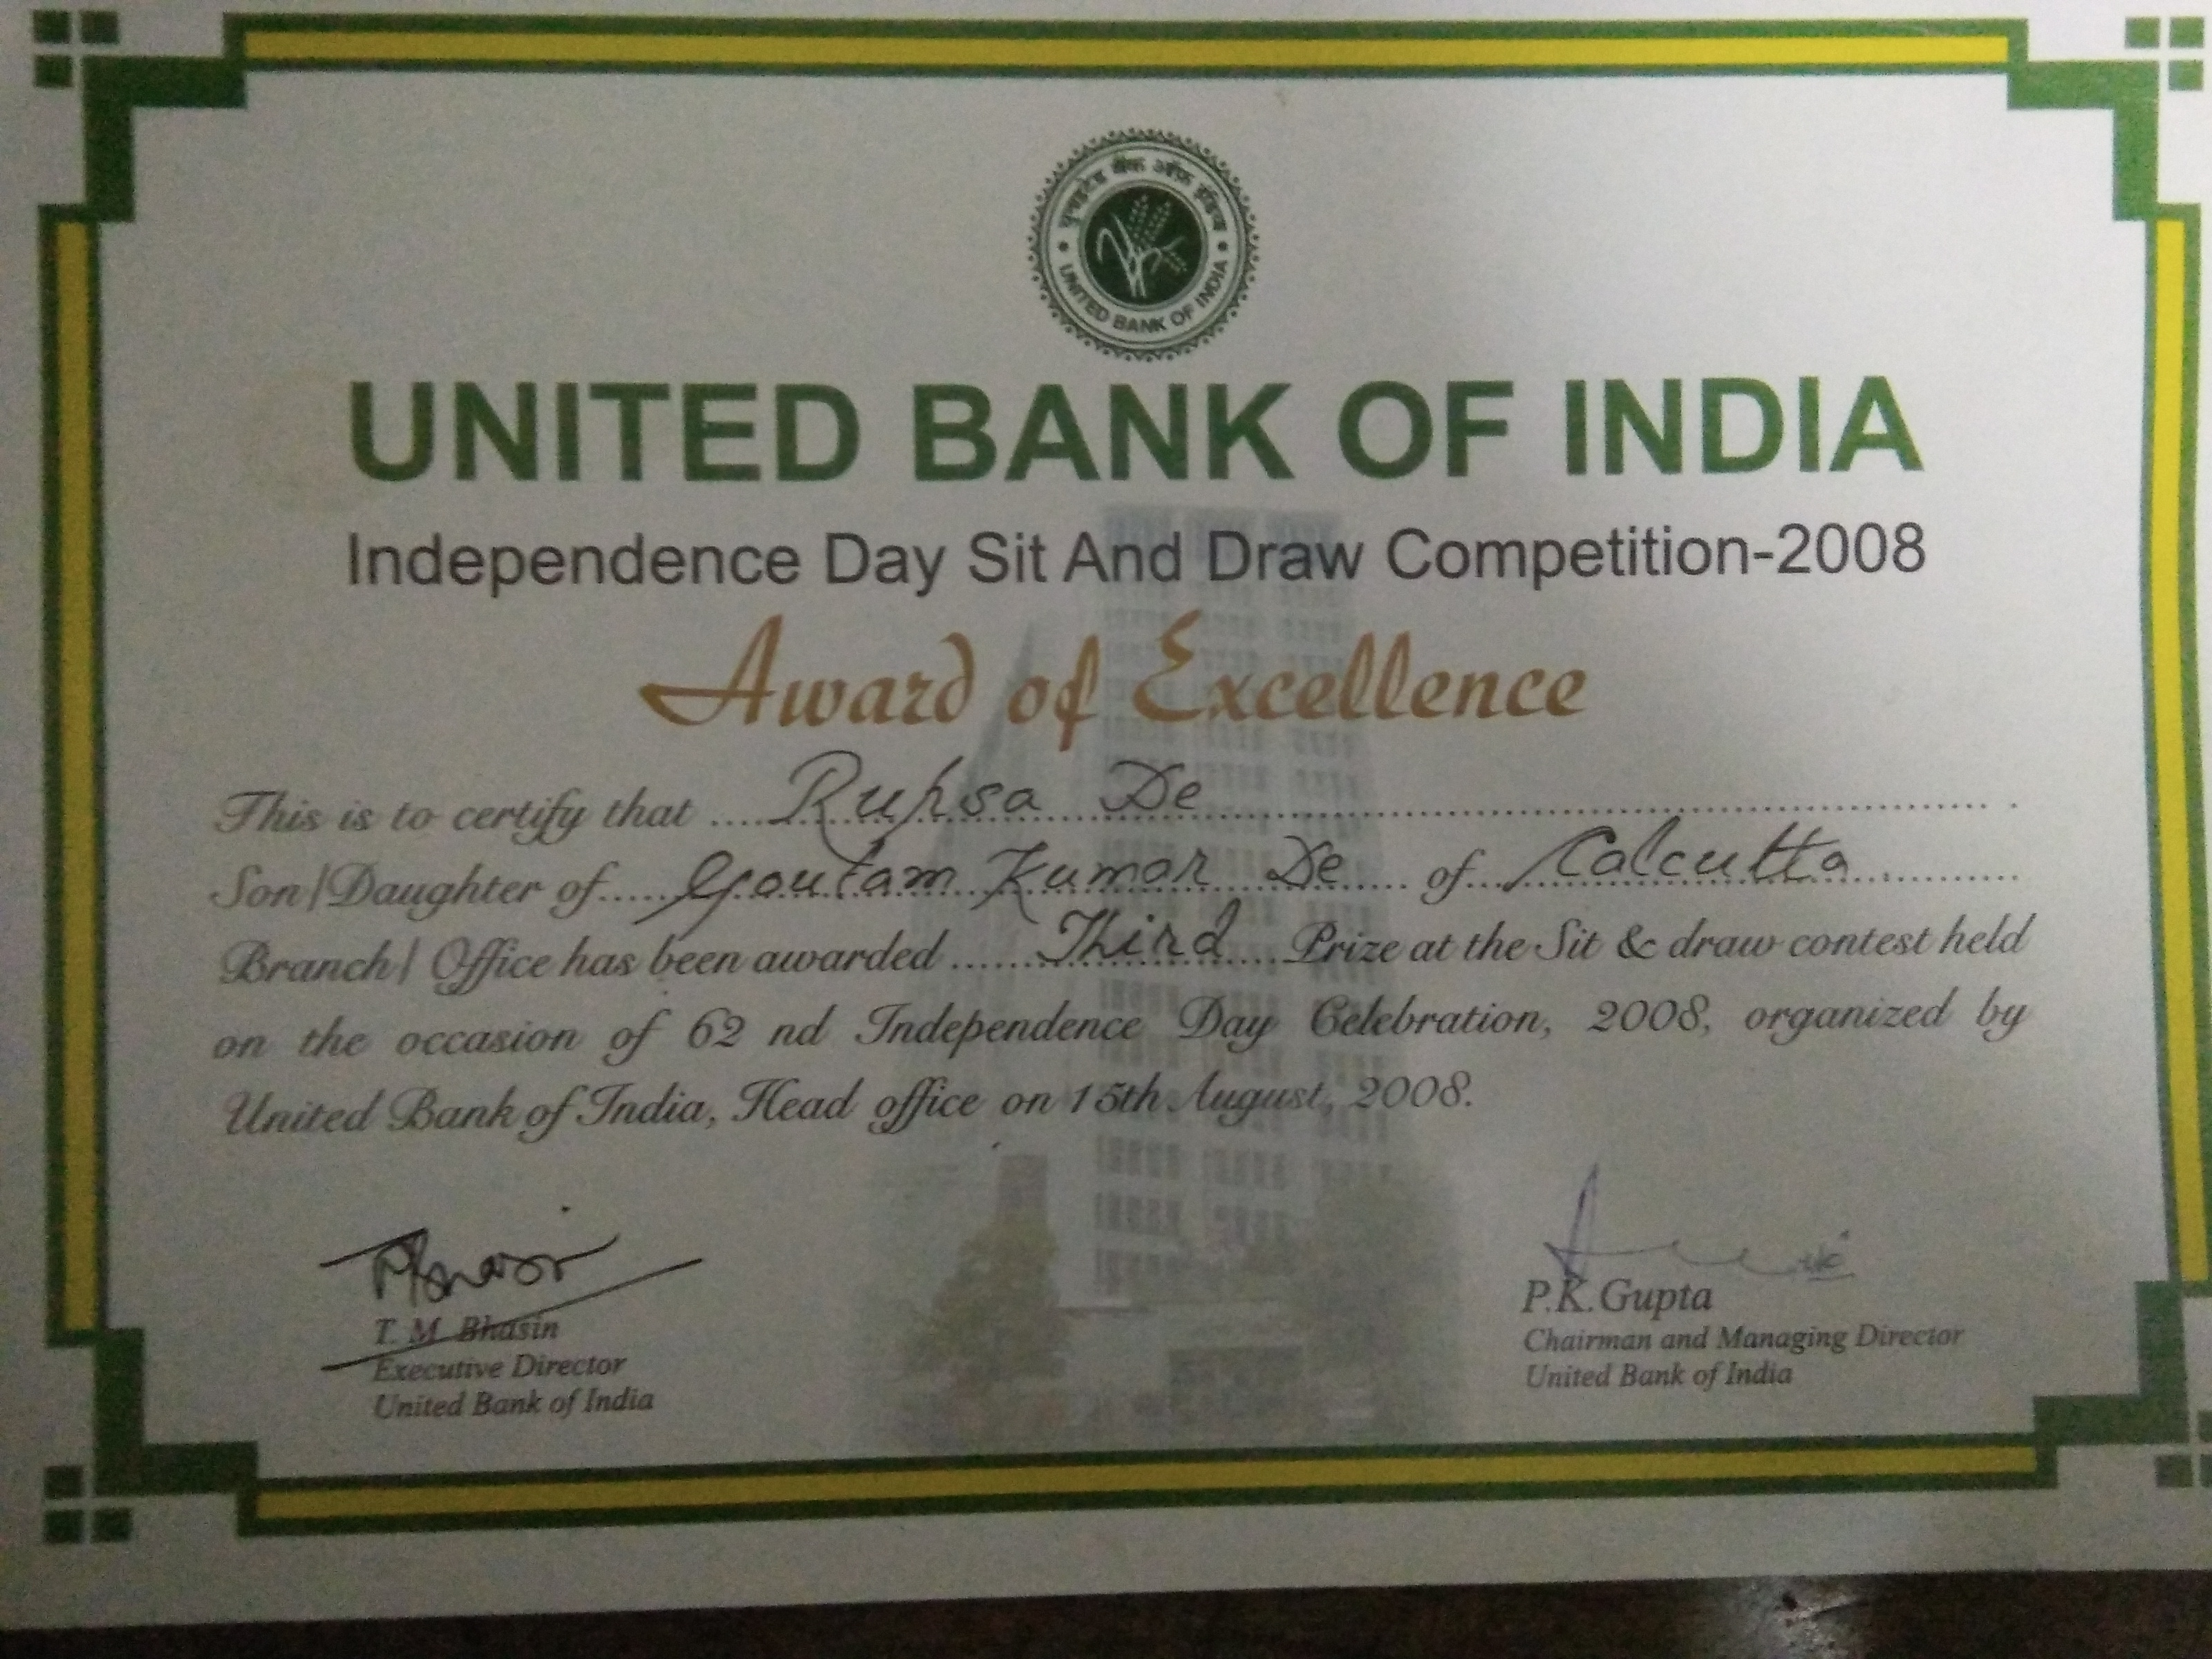 यूनाइटेड बैंक ऑफ इंडिया
UNITED BANK OF INDIA
UNITED BANK OF INDIA
Independence Day Sit And Draw Competition-2008
Award of Excellence
This is to certify that .... Rupsa De ....
Son/Daughter of .... Goutam Kumar De .... of .... Calcutta ....
Branch/ Office has been awarded .... Third .... Prize at the Sit & draw contest held
on the occasion of 62 nd Independence Day Celebration, 2008, organized by
United Bank of India, Head office on 15th August, 2008.
T. M. Bhasin
Executive Director
United Bank of India
P.K.Gupta
Chairman and Managing Director
United Bank of India